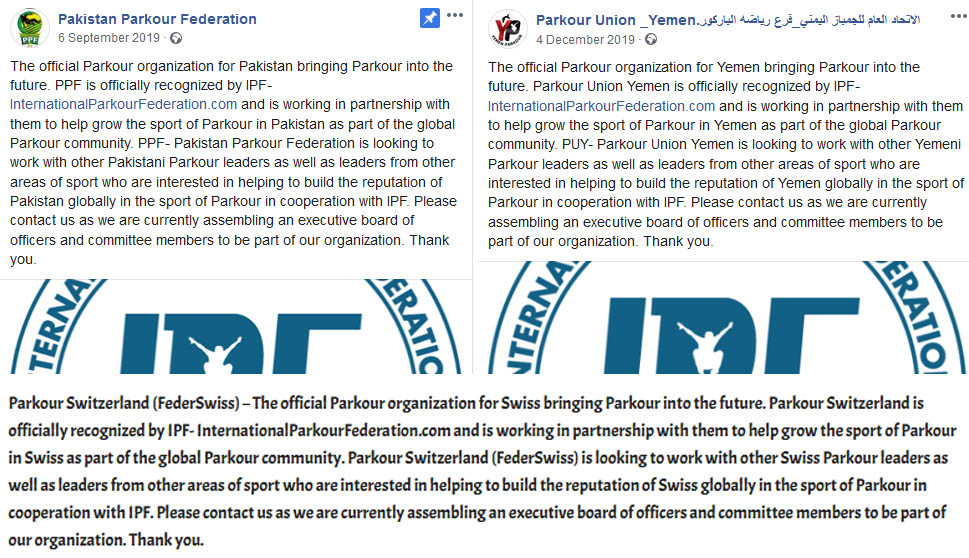 Pakistan Parkour Federation
6 September 2019 ·
The official Parkour organization for Pakistan bringing Parkour into the
future. PPF is officially recognized by IPF-
InternationalParkourFederation.com and is working in partnership with
them to help grow the sport of Parkour in Pakistan as part of the global
Parkour community. PPF- Pakistan Parkour Federation is looking to
work with other Pakistani Parkour leaders as well as leaders from other
areas of sport who are interested in helping to build the reputation of
Pakistan globally in the sport of Parkour in cooperation with IPF. Please
contact us as we are currently assembling an executive board of
officers and committee members to be part of our organization. Thank
you.
INTERNA
ERATIO
IPF
PPF
Parkour Union _Yemen.الاتحاد العام للجمباز اليمني_فرع رياضه الباركور
4 December 2019 ·
The official Parkour organization for Yemen bringing Parkour into the
future. Parkour Union Yemen is officially recognized by IPF-
InternationalParkourFederation.com and is working in partnership with
them to help grow the sport of Parkour in Yemen as part of the global Parkour
community. PUY- Parkour Union Yemen is looking to work with other Yemeni
Parkour leaders as well as leaders from other areas of sport who are
interested in helping to build the reputation of Yemen globally in the sport of
Parkour in cooperation with IPF. Please contact us as we are currently
assembling an executive board of officers and committee members to be
part of our organization. Thank you.
INTERN
ERATION
IPF
YP
YEMEN PARKOUR
Parkour Switzerland (FederSwiss) – The official Parkour organization for Swiss bringing Parkour into the future. Parkour Switzerland is
officially recognized by IPF- InternationalParkourFederation.com and is working in partnership with them to help grow the sport of Parkour
in Swiss as part of the global Parkour community. Parkour Switzerland (FederSwiss) is looking to work with other Swiss Parkour leaders as
well as leaders from other areas of sport who are interested in helping to build the reputation of Swiss globally in the sport of Parkour in
cooperation with IPF. Please contact us as we are currently assembling an executive board of officers and committee members to be part of
our organization. Thank you.